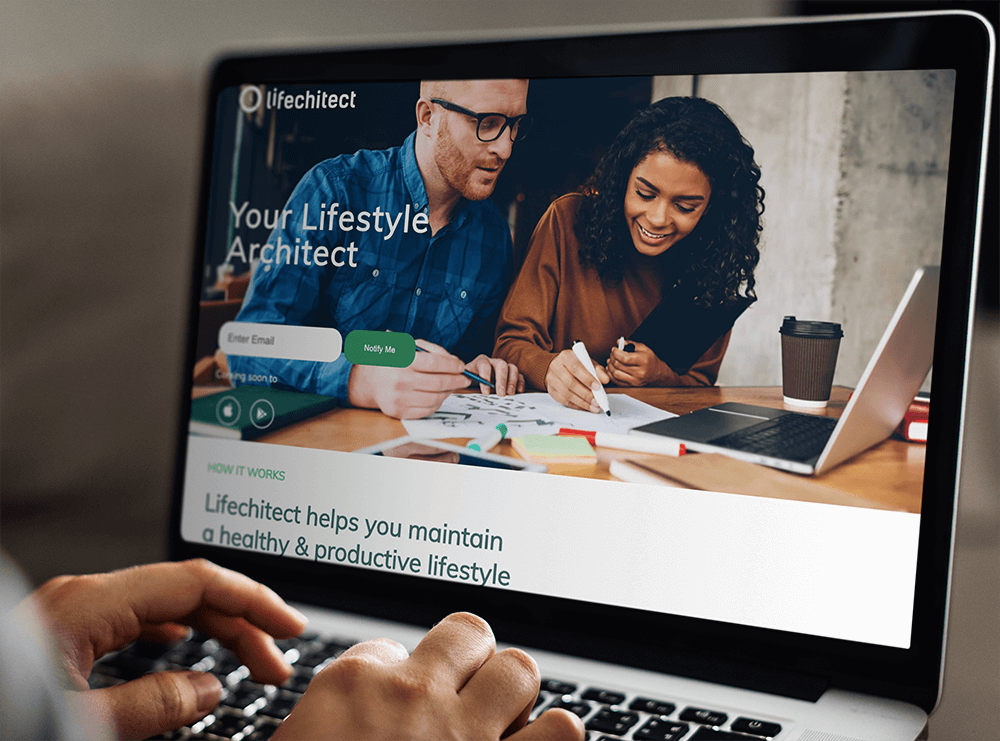 lifechitect
Your Lifestyle
Architect
Enter Email
Notify Me
Coming soon to
HOW IT WORKS
Lifechitect helps you maintain
a healthy & productive lifestyle